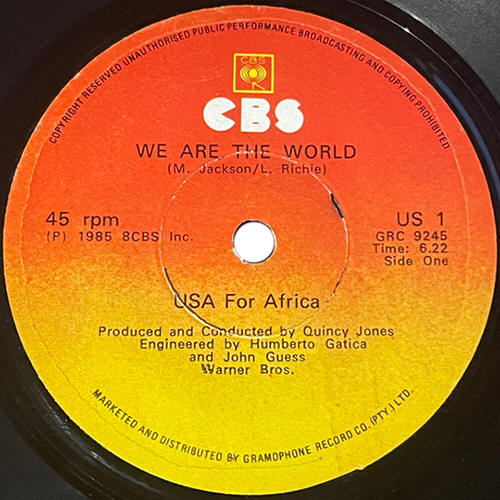 COPYRIGHT RESERVED UNAUTHORISED PUBLIC PERFORMANCE BROADCASTING AND COPYING PROHIBITED
CBS
CBS
WE ARE THE WORLD
(M. Jackson/L. Richie)
45 rpm
(P) 1985 8CBS Inc.
US 1
GRC 9245
Time: 6.22
Side One
USA For Africa
Produced and Conducted by Quincy Jones
Engineered by Humberto Gatica
and John Guess
Warner Bros.
MARKETED AND DISTRIBUTED BY GRAMOPHONE RECORD CO. (PTY.) LTD.